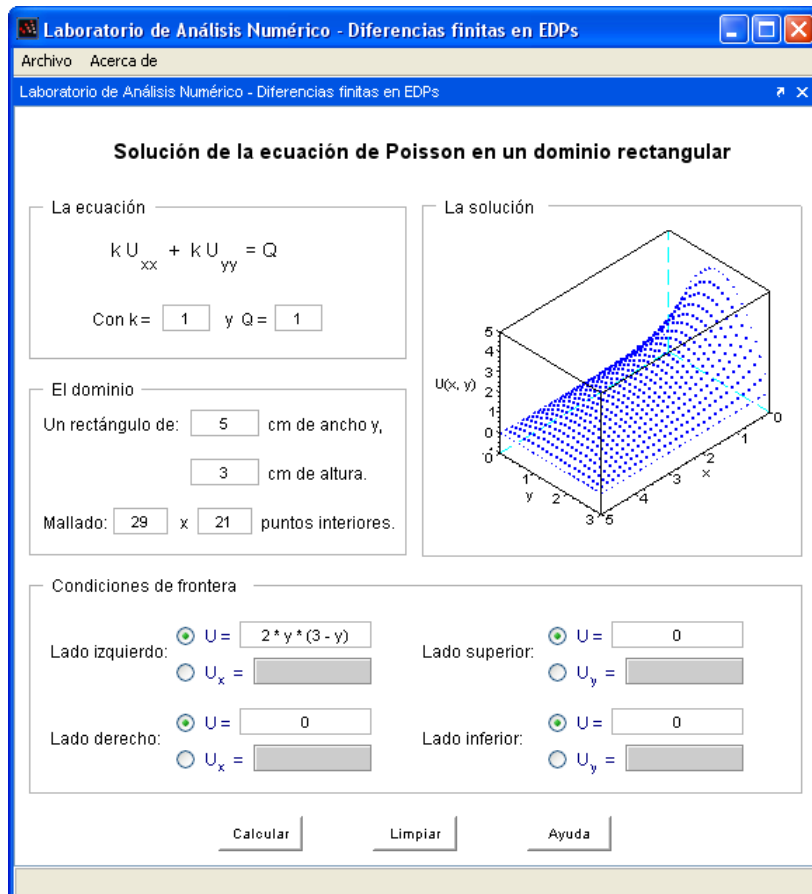 Laboratorio de Análisis Numérico - Diferencias finitas en EDPs
Archivo Acerca de
Laboratorio de Análisis Numérico - Diferencias finitas en EDPs
Solución de la ecuación de Poisson en un dominio rectangular
La ecuación
k U xx + k U yy = Q
Con k = 1 y Q = 1
El dominio
Un rectángulo de: 5 cm de ancho y,
3 cm de altura.
Mallado: 29 x 21 puntos interiores.
La solución
5
4
3
2
1
0
-1
U(x, y)
0
1
2
3
y
5
4
3
2
1
0
x
Condiciones de frontera
Lado izquierdo:
U = 2 * y * (3 - y)
Ux =
Lado superior:
U = 0
Uy =
Lado derecho:
U = 0
Ux =
Lado inferior:
U = 0
Uy =
Calcular Limpiar Ayuda